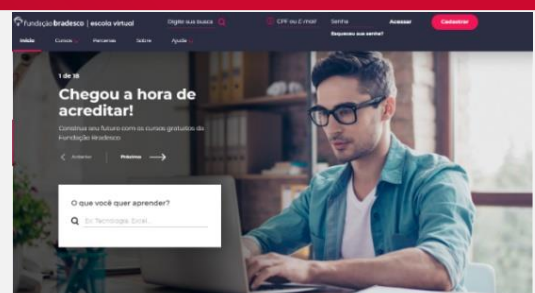 fundação bradesco | escola virtual
Digite sua busca
CPF ou E-mail
Senha
Acessar
Cadastrar
Esqueceu sua senha?
Início
Cursos
Parcerias
Sobre
Ajuda
1 de 18
Chegou a hora de
acreditar!
Construa seu futuro com os cursos gratuitos da
Fundação Bradesco
Anterior
Próximo
O que você quer aprender?
Ex: Tecnologia, Excel...